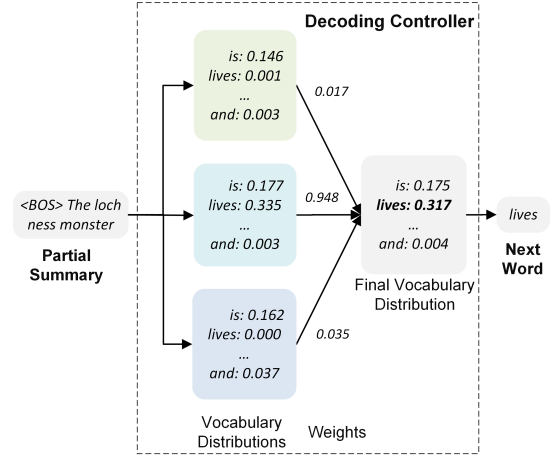 Decoding Controller
is: 0.146
lives: 0.001
...
and: 0.003
0.017
<BOS> The loch
ness monster
Partial
Summary
is: 0.177
lives: 0.335
...
and: 0.003
0.948
is: 0.175
lives: 0.317
...
and: 0.004
Final Vocabulary
Distribution
lives
Next
Word
is: 0.162
lives: 0.000
...
and: 0.037
0.035
Vocabulary
Distributions
Weights